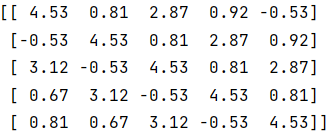 [[ 4.53 0.81 2.87 0.92 -0.53]
[-0.53 4.53 0.81 2.87 0.92]
[ 3.12 -0.53 4.53 0.81 2.87]
[ 0.67 3.12 -0.53 4.53 0.81]
[ 0.81 0.67 3.12 -0.53 4.53]]